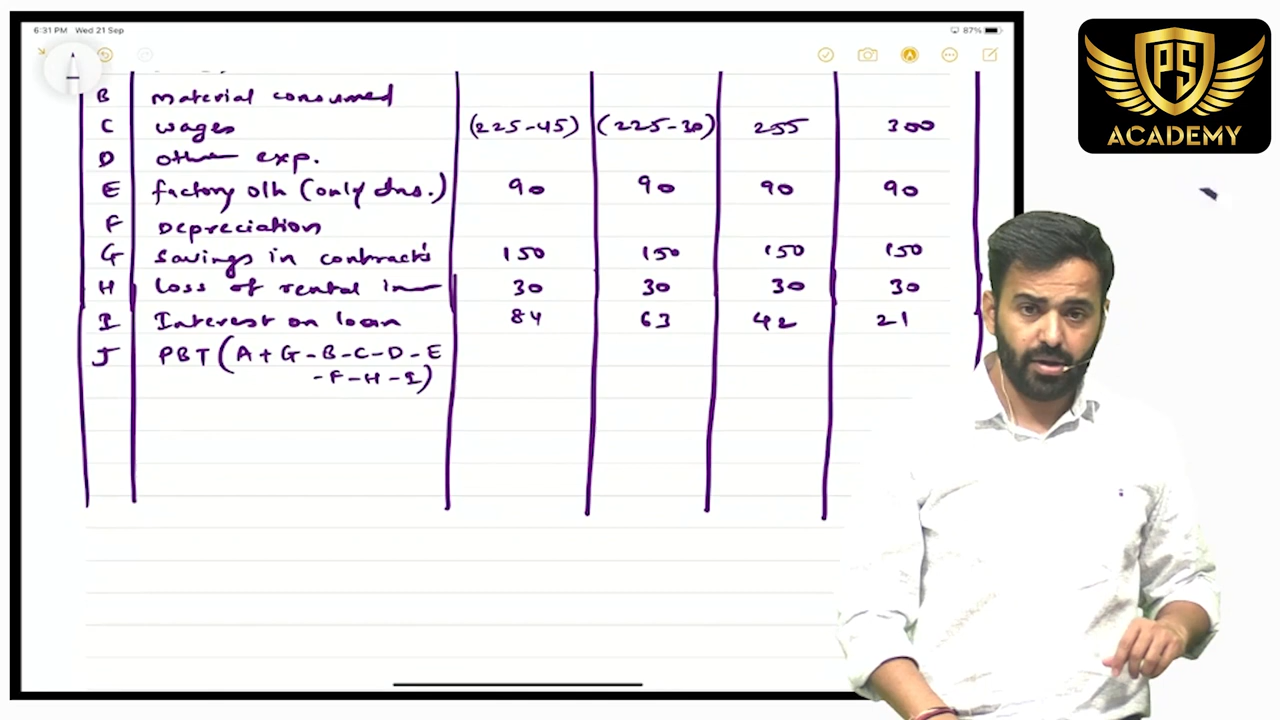 6:31 PM Wed 21 Sep 87%
B material consumed
C wages (225-45) (225-30) 255 300
D other exp.
E factory o/h (only Ins.) 90 90 90 90
F Depreciation
G Savings in contracts 150 150 150 150
H loss of rental in 30 30 30 30
I Interest on loan 84 63 42 21
J PBT (A+G-B-C-D-E
-F-H-I)
PS
ACADEMY